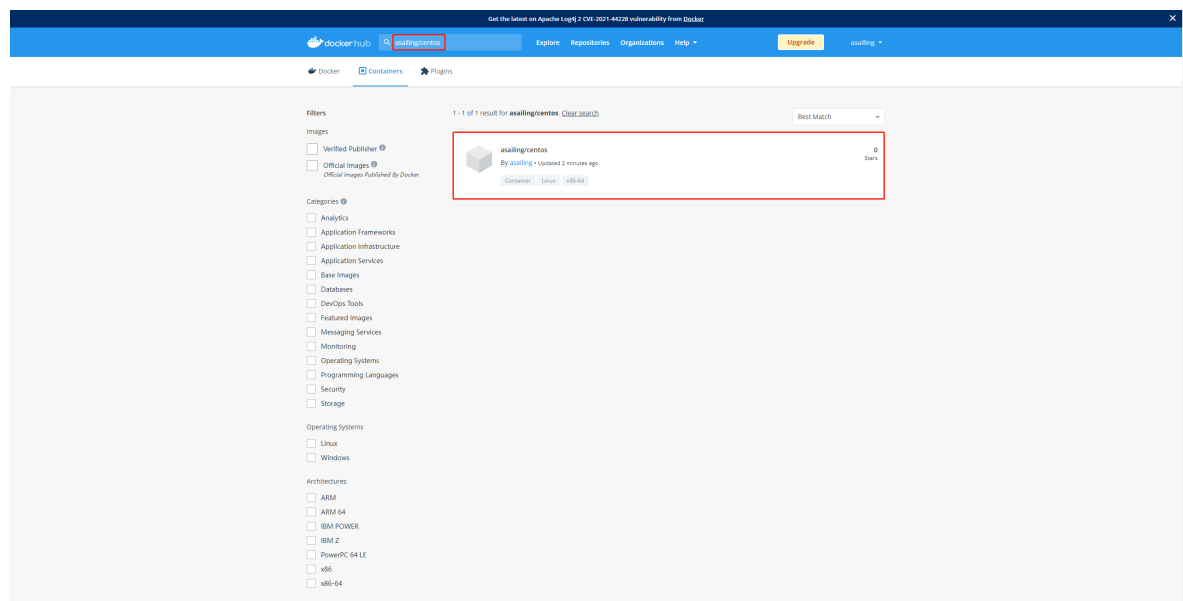 Get the latest on Apache Log4j 2 CVE-2021-44228 vulnerability from Docker
dockerhub asailing/centos Explore Repositories Organizations Help Upgrade asailing
Docker Containers Plugins
Filters
1 - 1 of 1 result for asailing/centos. Clear search
Best Match
Images
Verified Publisher
Official Images
Official Images Published By Docker
asailing/centos
By asailing • Updated 2 minutes ago
Container Linux x86-64
0
Stars
Categories
Analytics
Application Frameworks
Application Infrastructure
Application Services
Base Images
Databases
DevOps Tools
Featured Images
Messaging Services
Monitoring
Operating Systems
Programming Languages
Security
Storage
Operating Systems
Linux
Windows
Architectures
ARM
ARM 64
IBM POWER
IBM Z
PowerPC 64 LE
x86
x86-64